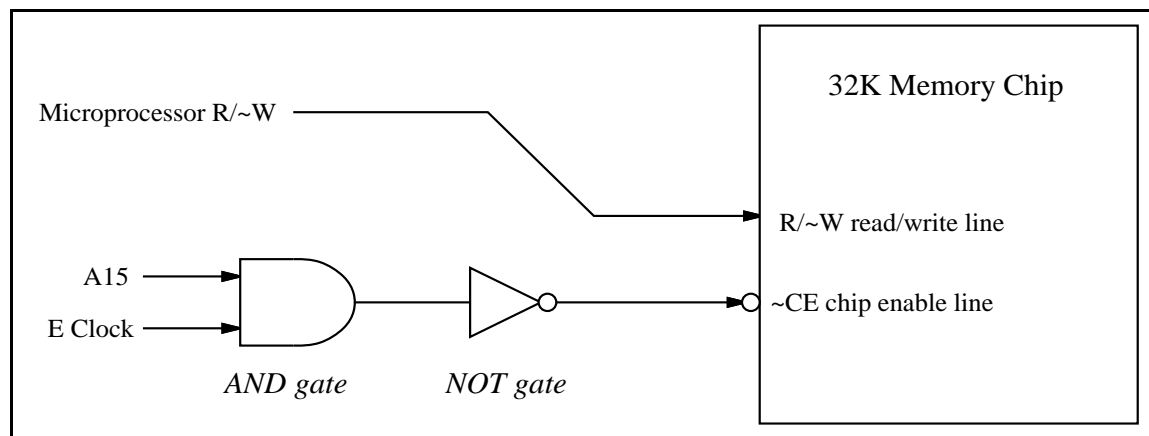 32K Memory Chip
Microprocessor R/~W
R/~W read/write line
A15
~CE chip enable line
E Clock
AND gate
NOT gate